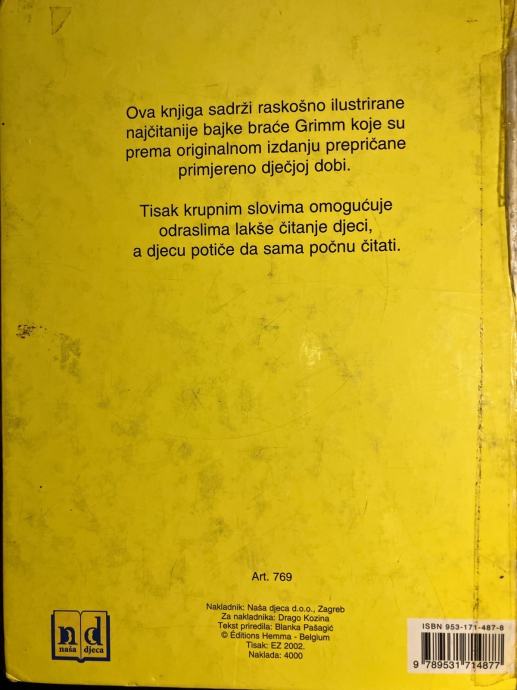 Ova knjiga sadrži raskošno ilustrirane
najčitanije bajke braće Grimm koje su
prema originalnom izdanju prepričane
primjereno dječjoj dobi.
Tisak krupnim slovima omogućuje
odraslima lakše čitanje djeci,
a djecu potiče da sama počnu čitati.
Art. 769
Nakladnik: Naša djeca d.o.o., Zagreb
Za nakladnika: Drago Kozina
Tekst priredila: Blanka Pašagić
© Éditions Hemma - Belgium
Tisak: EZ 2002.
Naklada: 4000
n d
naša djeca
ISBN 953-171-487-8
9 789531 714877